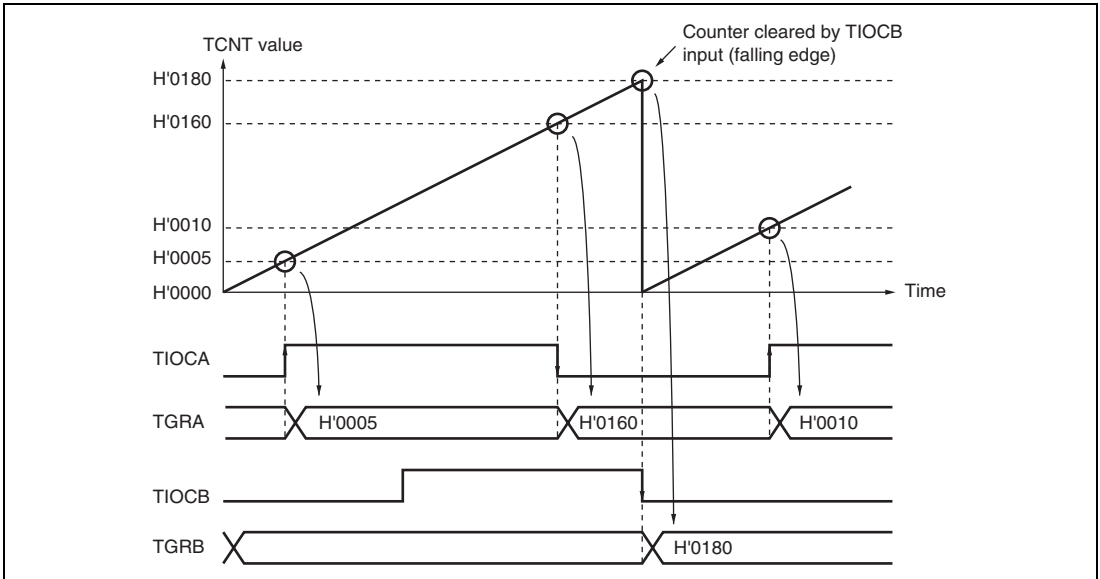 Counter cleared by TIOCB
input (falling edge)
TCNT value
H'0180
H'0160
H'0010
H'0005
H'0000
Time
TIOCA
TGRA
H'0005
H'0160
H'0010
TIOCB
TGRB
H'0180